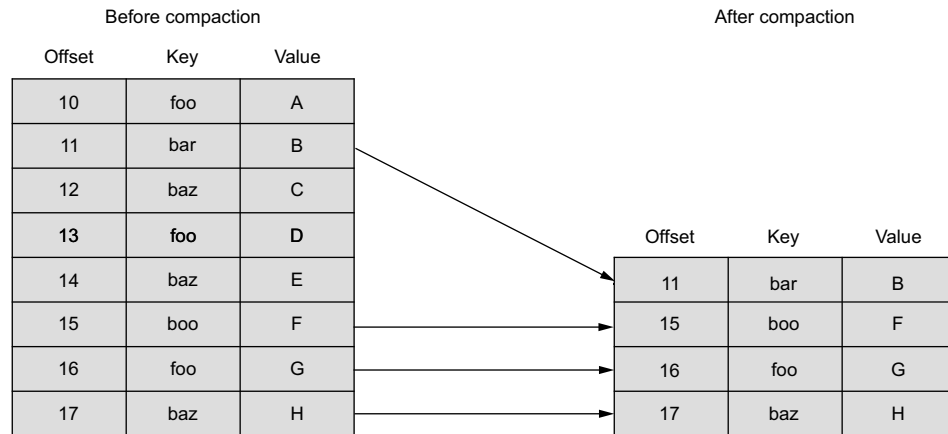 Before compaction
After compaction
Offset Key Value
10 foo A
11 bar B
12 baz C
13 foo D
14 baz E
15 boo F
16 foo G
17 baz H
Offset Key Value
11 bar B
15 boo F
16 foo G
17 baz H